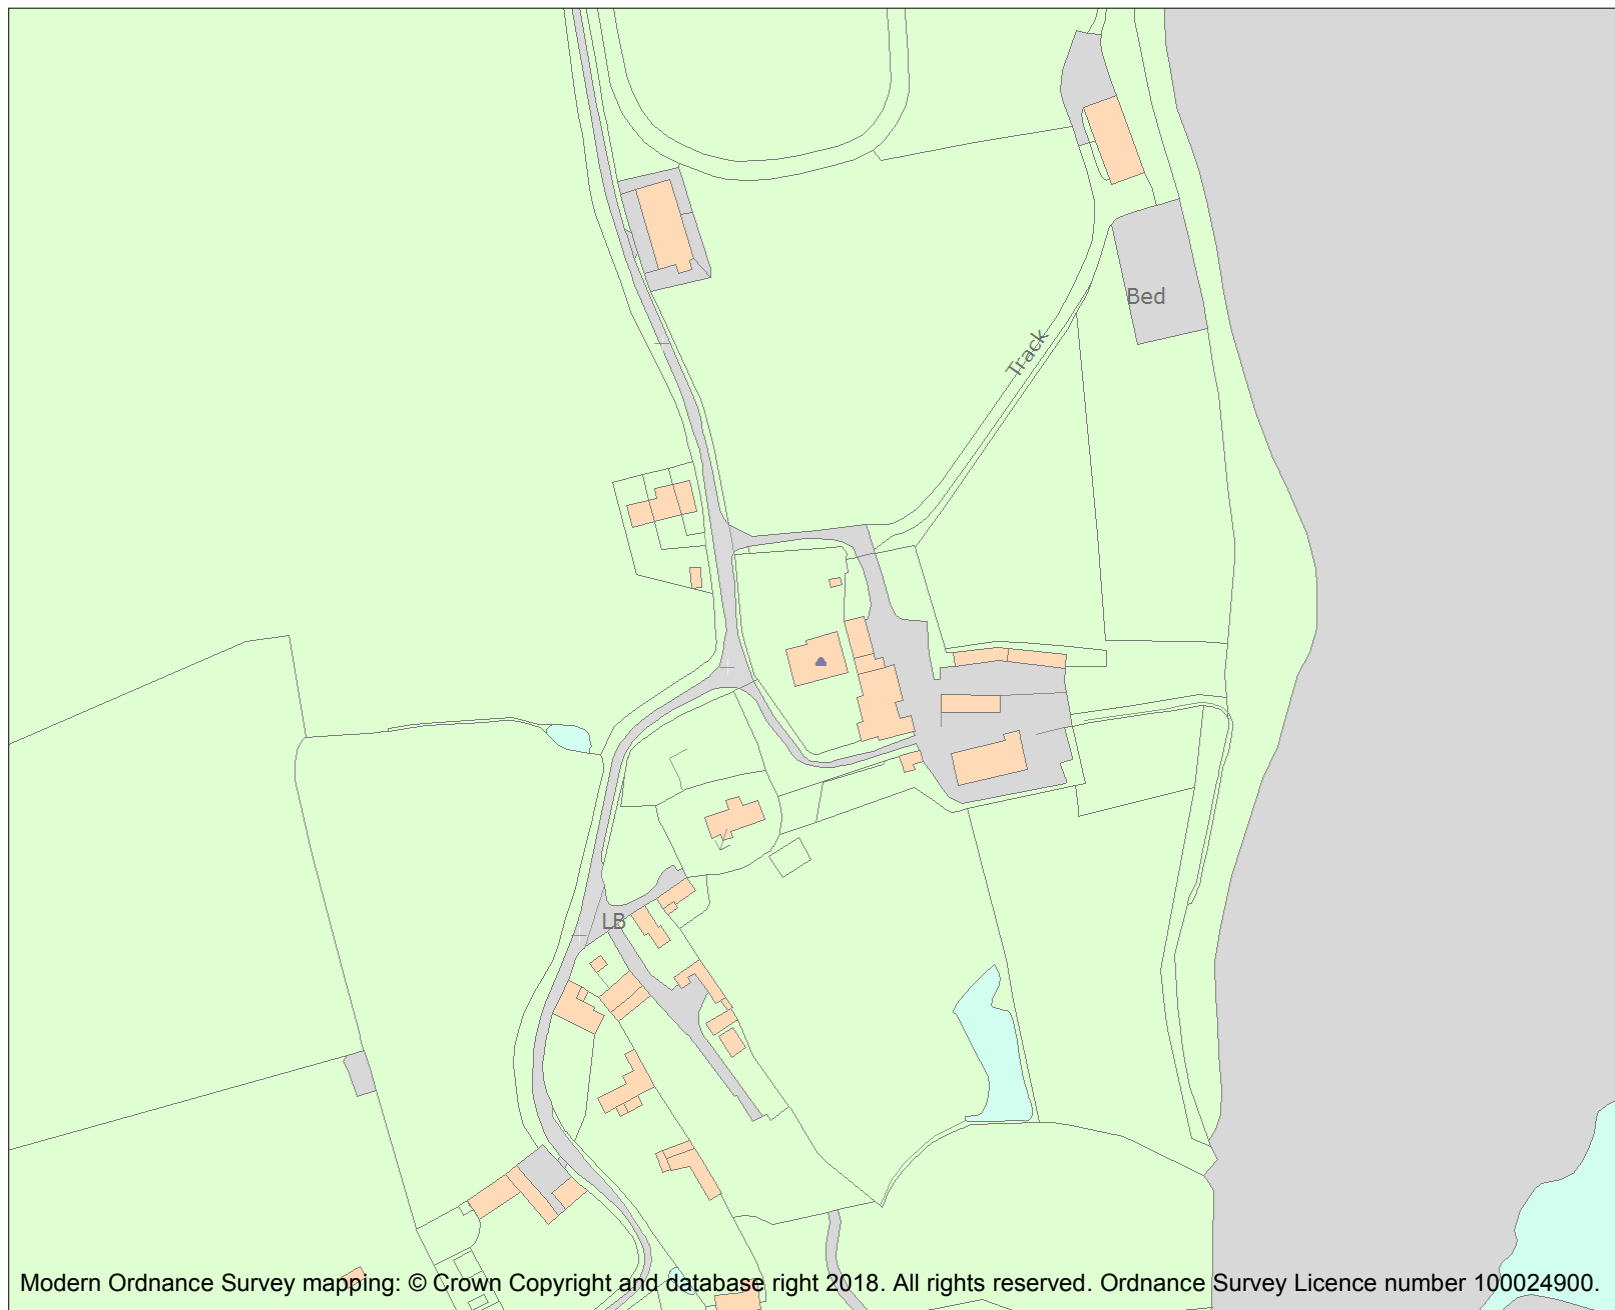 Bed
Track
LB
Modern Ordnance Survey mapping: © Crown Copyright and database right 2018. All rights reserved. Ordnance Survey Licence number 100024900.